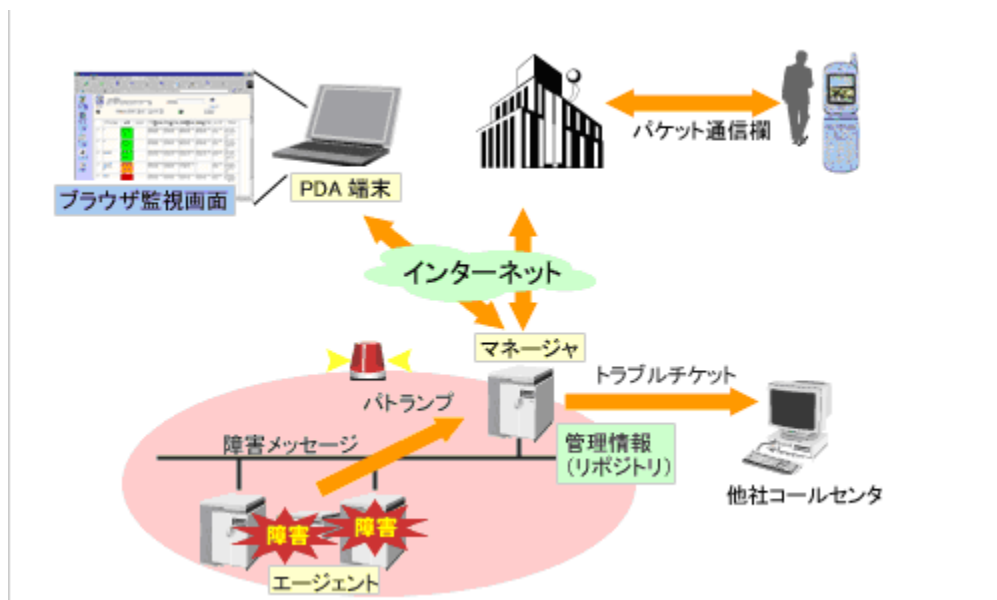 パケット通信欄
PDA 端末
ブラウザ監視画面
インターネット
マネージャ
トラブルチケット
パトランプ
障害メッセージ
管理情報
（リポジトリ）
他社コールセンタ
障害
障害
エージェント